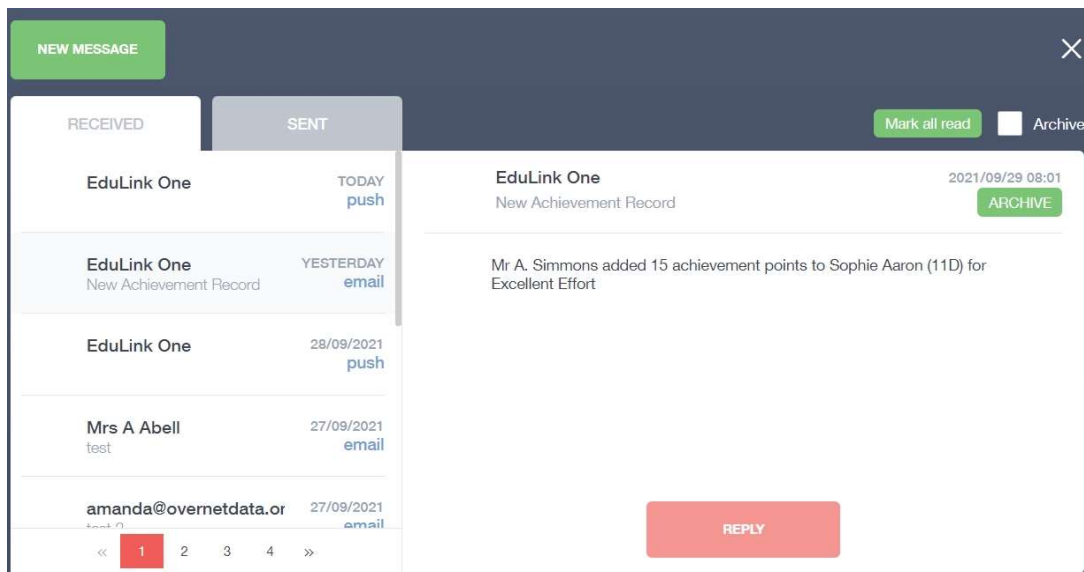 NEW MESSAGE
RECEIVED
SENT
Mark all read
Archive
EduLink One
TODAY
push
EduLink One
YESTERDAY
New Achievement Record
email
EduLink One
28/09/2021
push
Mrs A Abell
27/09/2021
test
email
amanda@overnetdata.or
27/09/2021
test 2
email
« 1 2 3 4 »
EduLink One
2021/09/29 08:01
New Achievement Record
ARCHIVE
Mr A. Simmons added 15 achievement points to Sophie Aaron (11D) for
Excellent Effort
REPLY